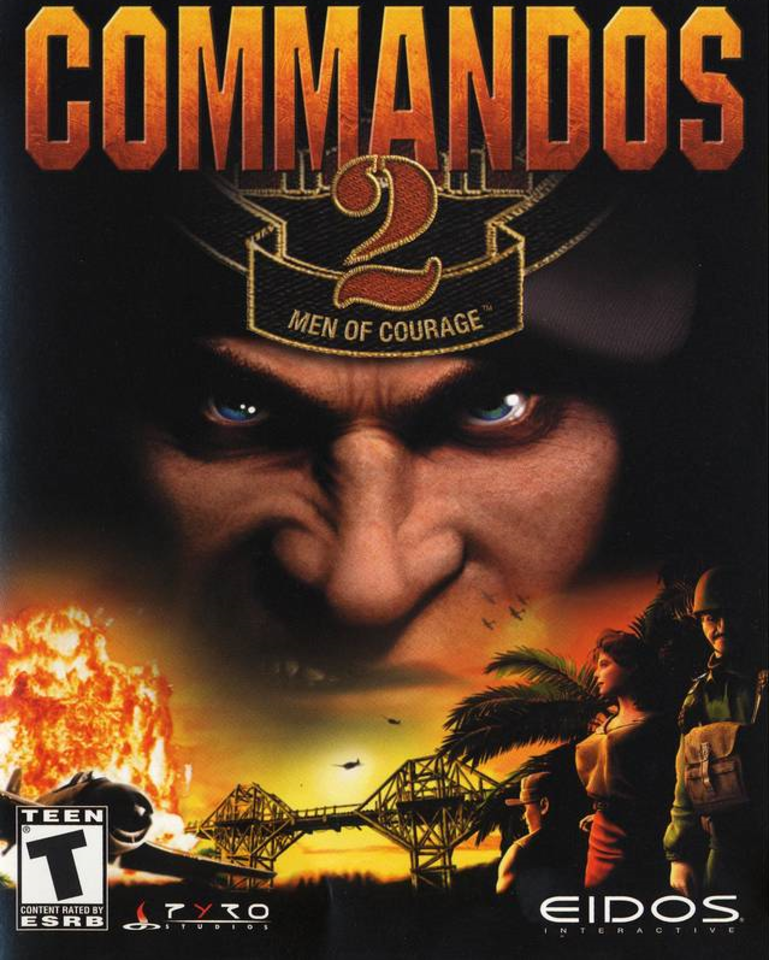 COMMANDOS
2
MEN OF COURAGE™
TEEN
T
®
CONTENT RATED BY
ESRB
PYRO
STUDIOS
EIDOS
INTERACTIVE